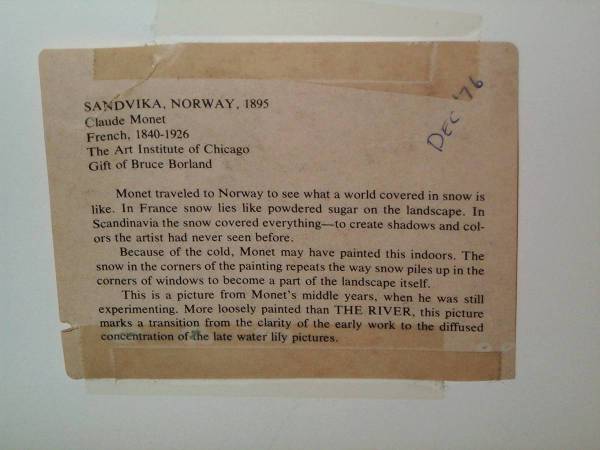 SANDVIKA, NORWAY, 1895
Claude Monet
French, 1840-1926
The Art Institute of Chicago
Gift of Bruce Borland
DEC '76
Monet traveled to Norway to see what a world covered in snow is
like. In France snow lies like powdered sugar on the landscape. In
Scandinavia the snow covered everything—to create shadows and col-
ors the artist had never seen before.
Because of the cold, Monet may have painted this indoors. The
snow in the corners of the painting repeats the way snow piles up in the
corners of windows to become a part of the landscape itself.
This is a picture from Monet's middle years, when he was still
experimenting. More loosely painted than THE RIVER, this picture
marks a transition from the clarity of the early work to the diffused
concentration of the late water lily pictures.